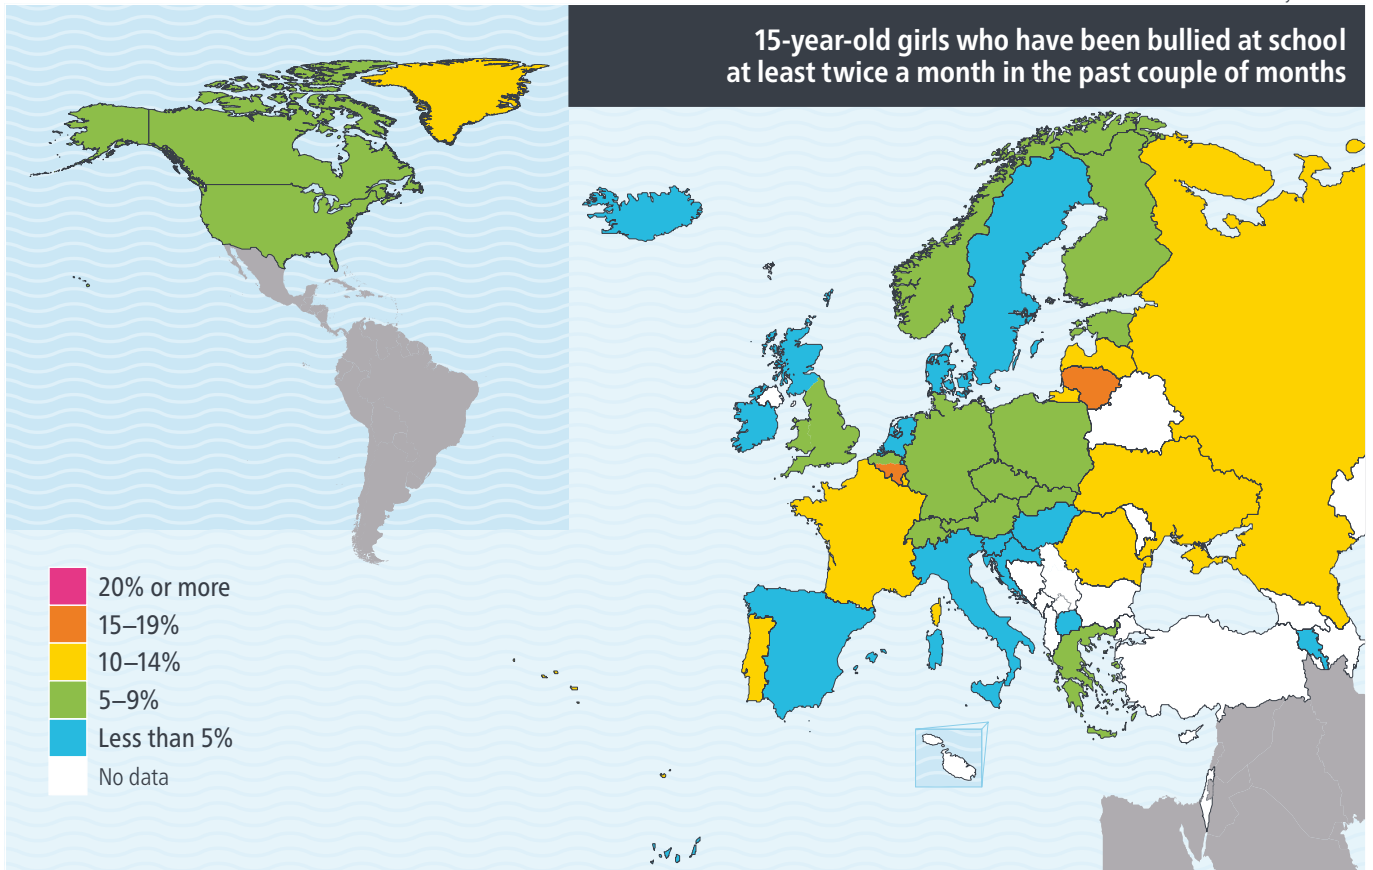 15-year-old girls who have been bullied at school
at least twice a month in the past couple of months
20% or more
15–19%
10–14%
5–9%
Less than 5%
No data